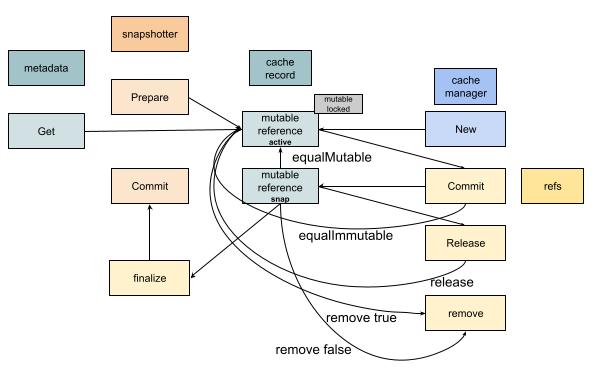 snapshotter
metadata
cache
record
cache
manager
Prepare
mutable
locked
Get
mutable
reference
active
New
equalMutable
Commit
mutable
reference
snap
Commit
refs
equalImmutable
Release
finalize
release
remove
remove true
remove false